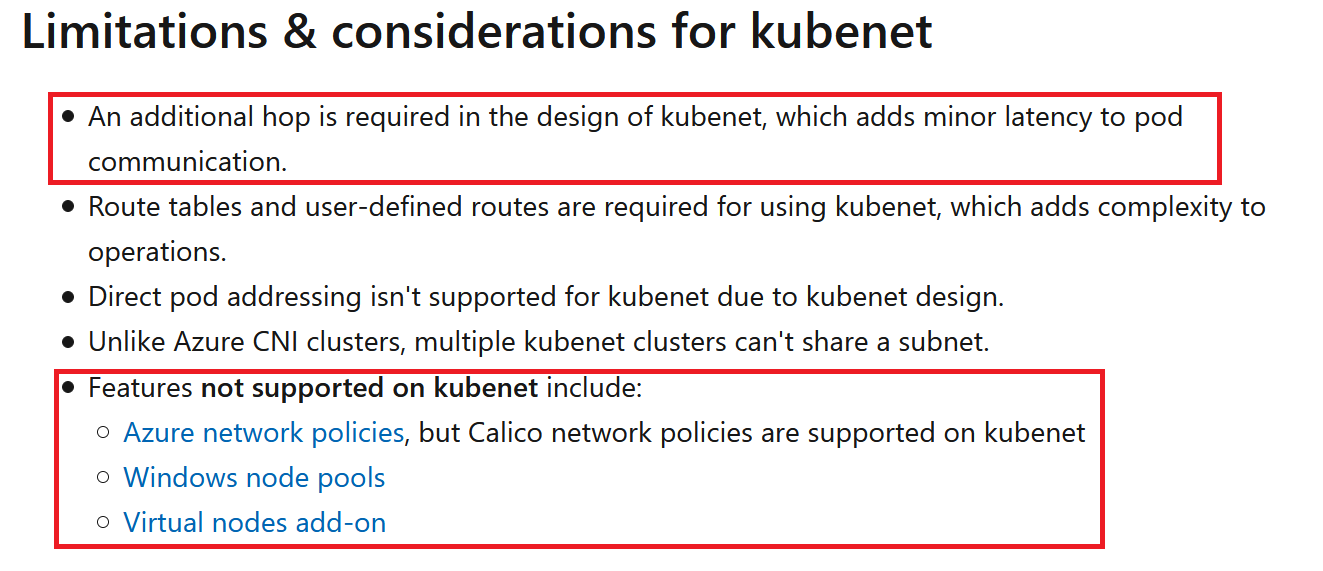 Limitations & considerations for kubenet
• An additional hop is required in the design of kubenet, which adds minor latency to pod
communication.
• Route tables and user-defined routes are required for using kubenet, which adds complexity to
operations.
• Direct pod addressing isn't supported for kubenet due to kubenet design.
• Unlike Azure CNI clusters, multiple kubenet clusters can't share a subnet.
• Features not supported on kubenet include:
○ Azure network policies, but Calico network policies are supported on kubenet
○ Windows node pools
○ Virtual nodes add-on